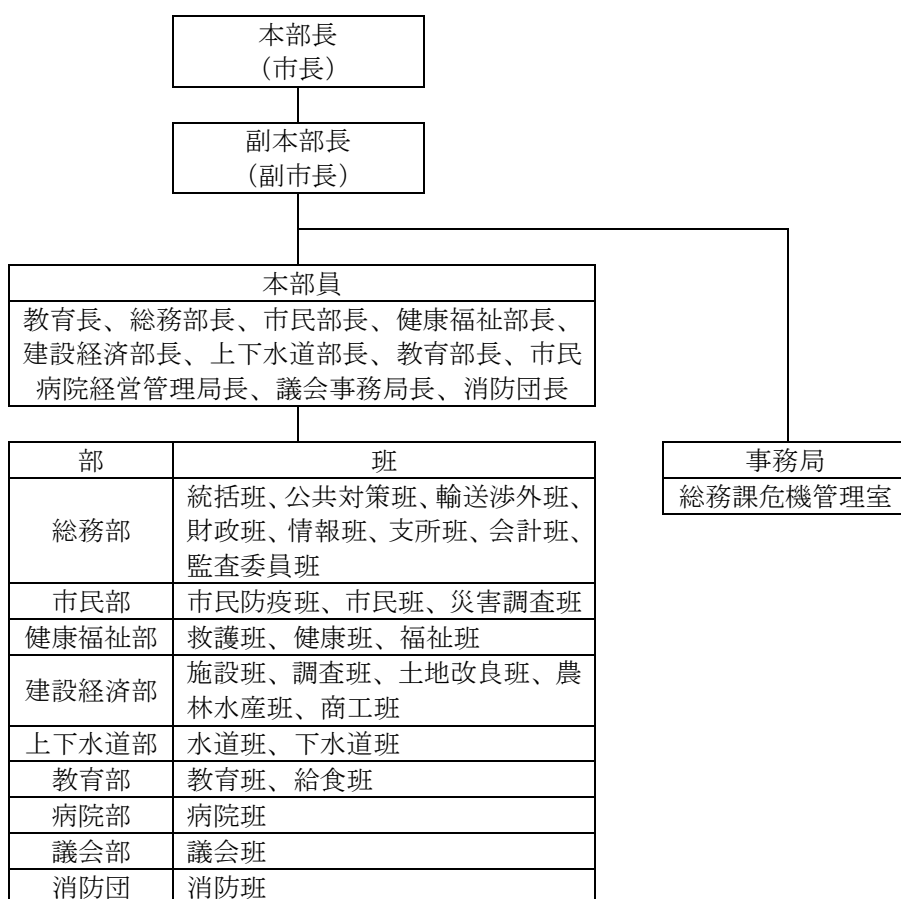 本部長
(市長)
副本部長
(副市長)
本部員
教育長、総務部長、市民部長、健康福祉部長、
建設経済部長、上下水道部長、教育部長、市民
病院経営管理局長、議会事務局長、消防団長
部 班
総務部
統括班、公共対策班、輸送渉外班、
財政班、情報班、支所班、会計班、
監査委員班
市民部 市民防疫班、市民班、災害調査班
健康福祉部 救護班、健康班、福祉班
建設経済部
施設班、調査班、土地改良班、農
林水産班、商工班
上下水道部 水道班、下水道班
教育部 教育班、給食班
病院部 病院班
議会部 議会班
消防団 消防班
事務局
総務課危機管理室